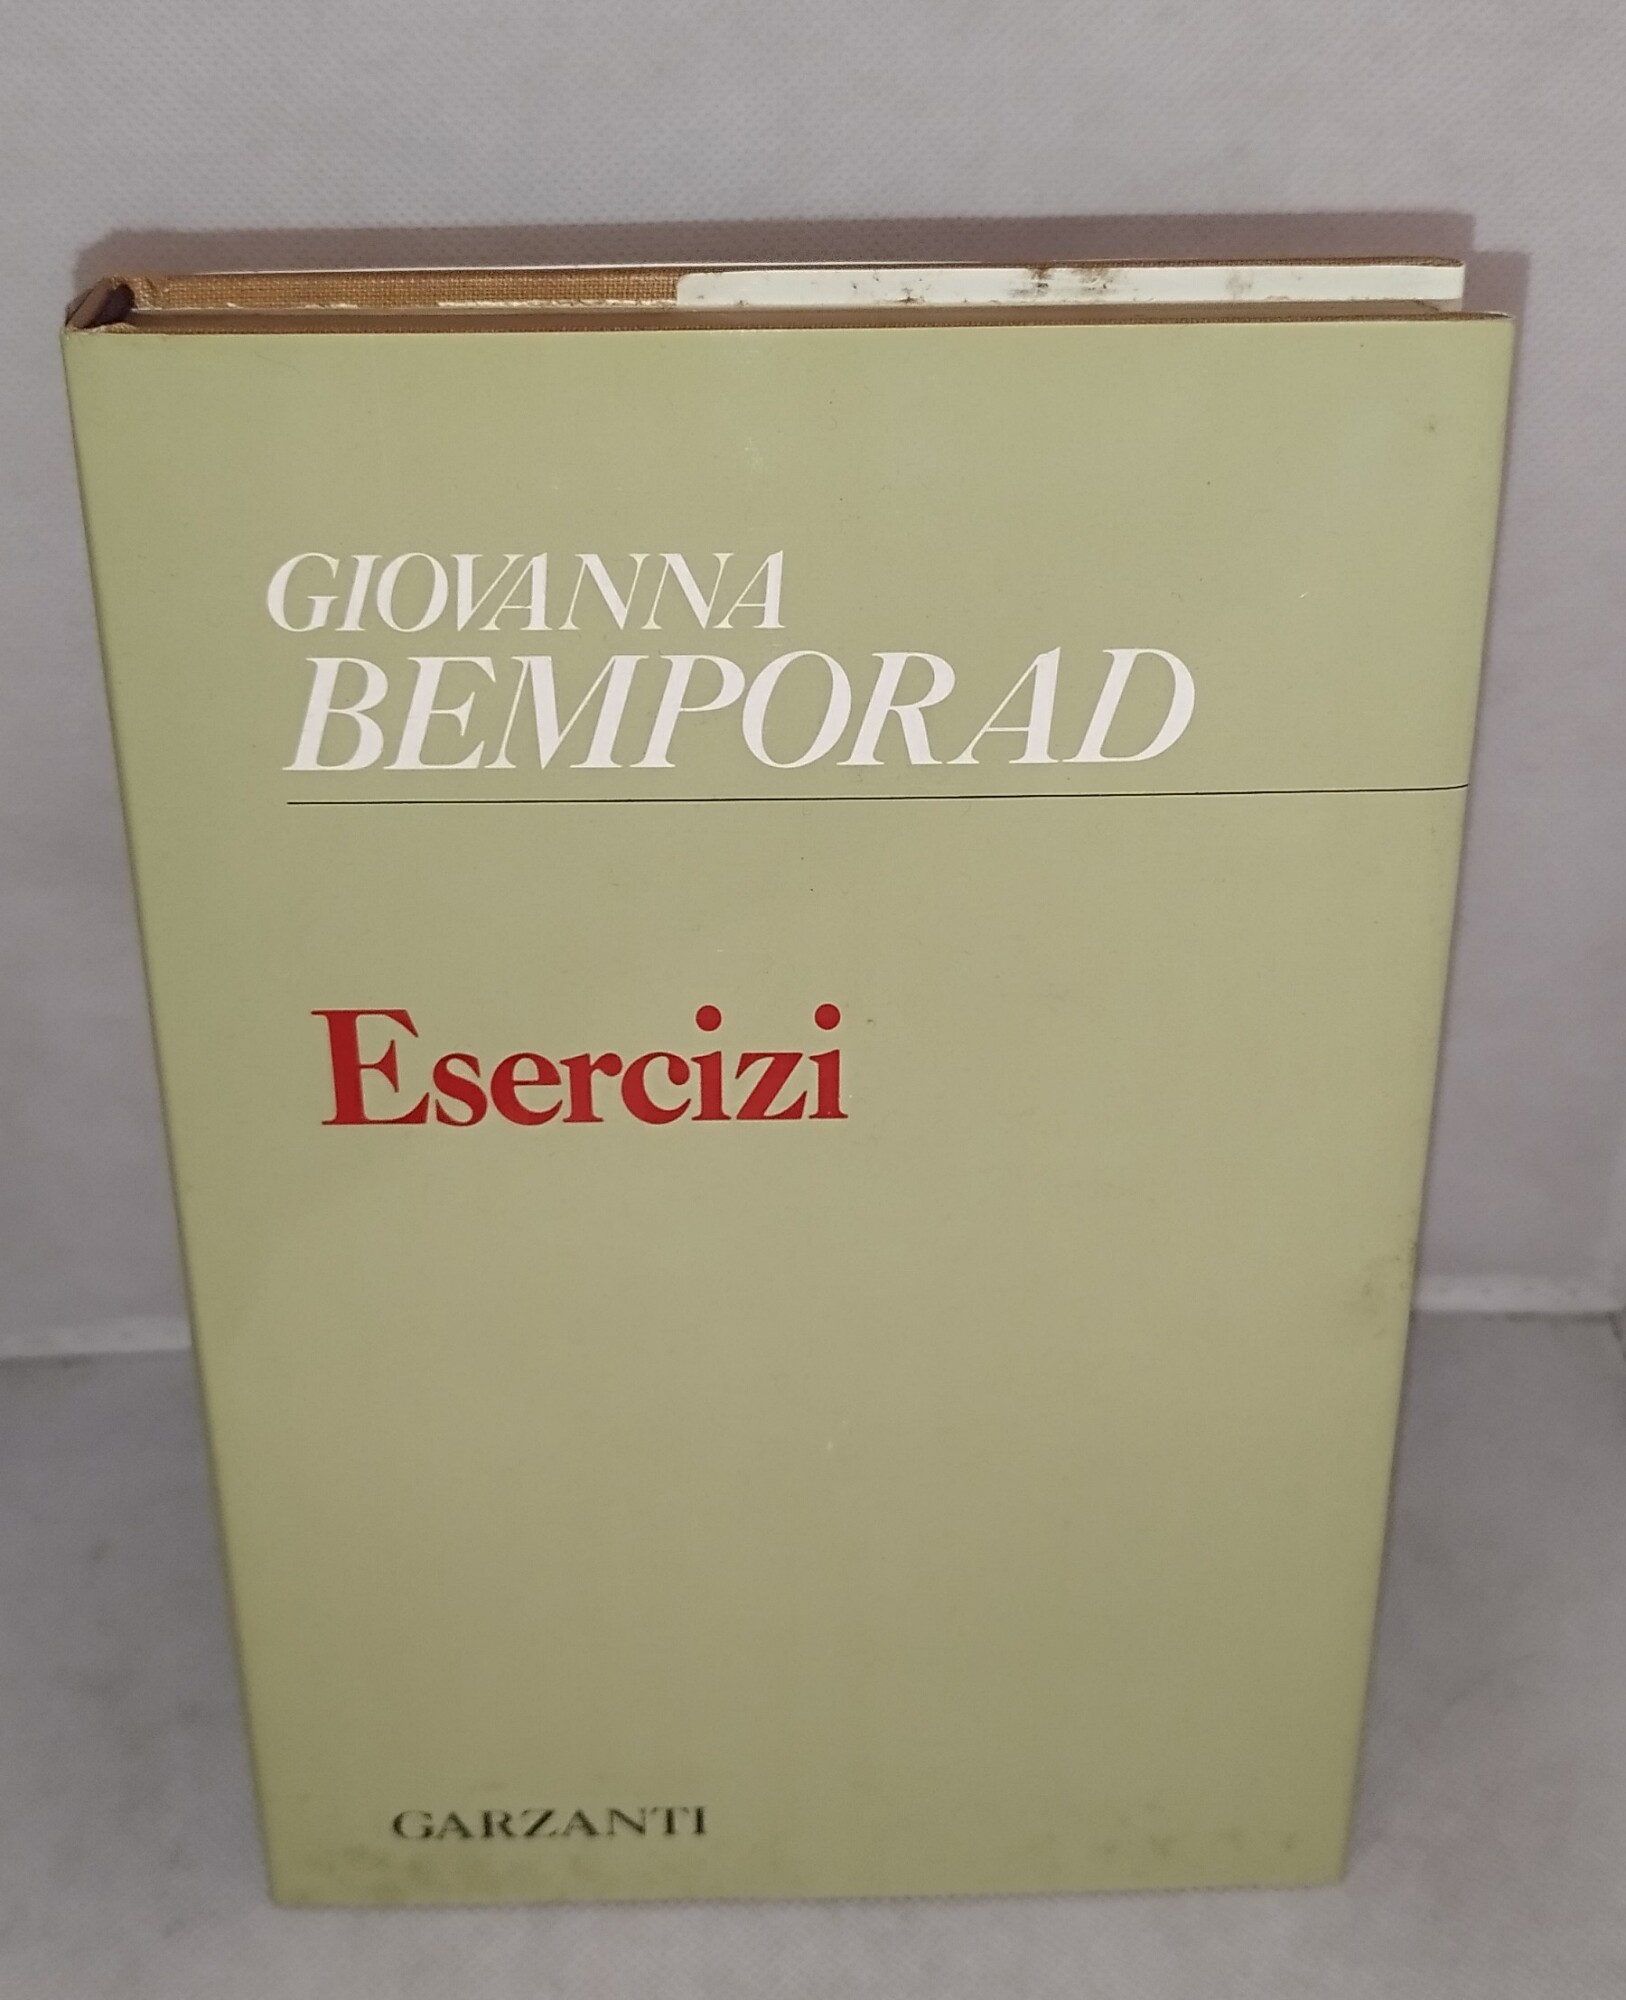 GIOVANNA
BEMPORAD
Esercizi
GARZANTI